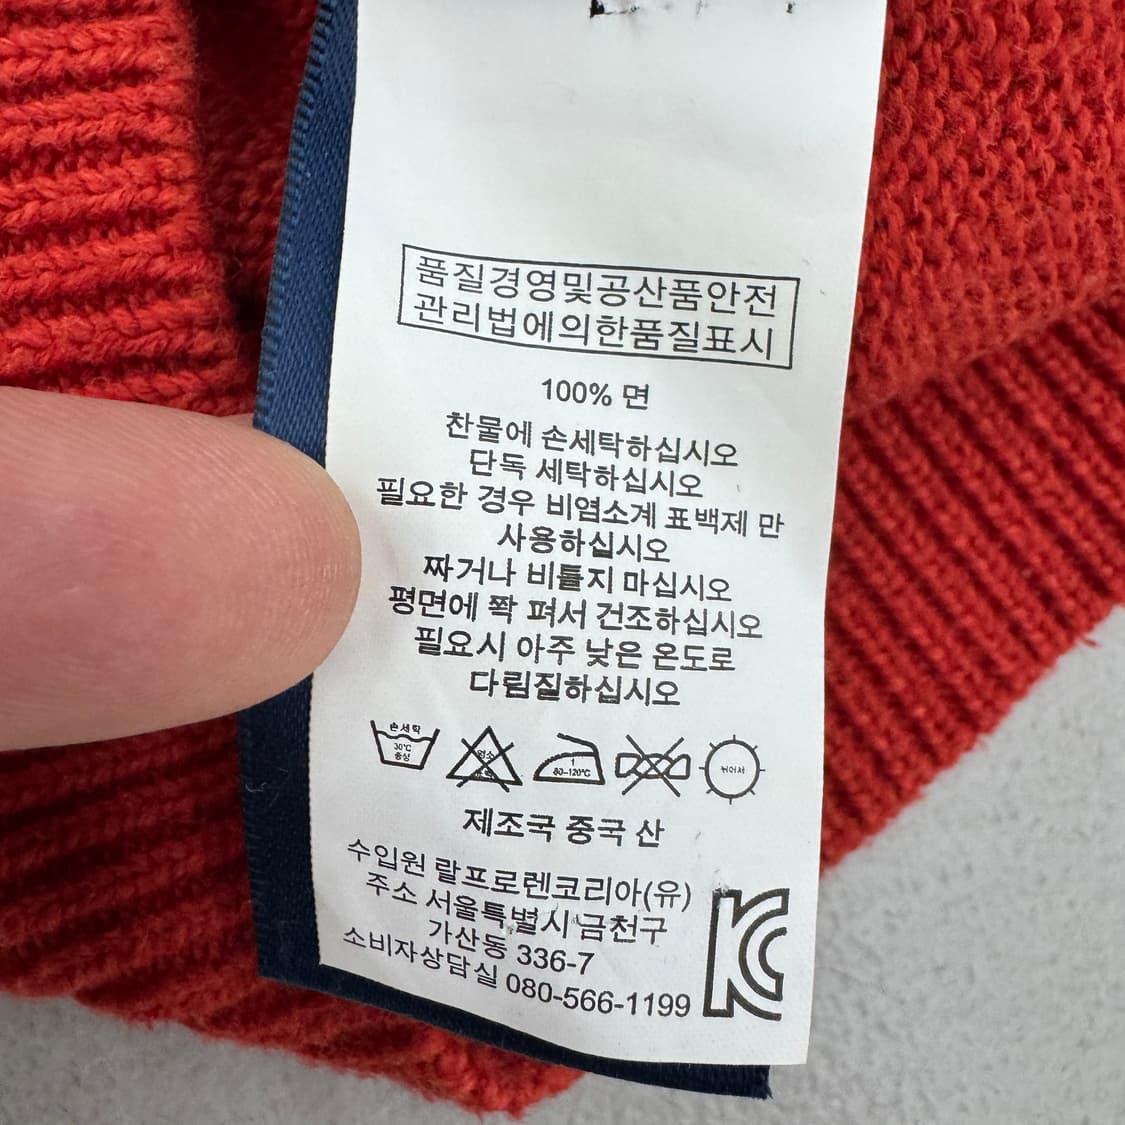 품질경영및공산품안전
관리법에의한품질표시
100% 면
찬물에 손세탁하십시오
단독 세탁하십시오
필요한 경우 비염소계 표백제 만
사용하십시오
짜거나 비틀지 마십시오
평면에 쫙 펴서 건조하십시오
필요시 아주 낮은 온도로
다림질하십시오
손세탁
30°C
중성
염소
1
80-120°C
뉘어서
제조국 중국 산
수입원 랄프로렌코리아(유)
주소 서울특별시 금천구
가산동 336-7
소비자상담실 080-566-1199
KC